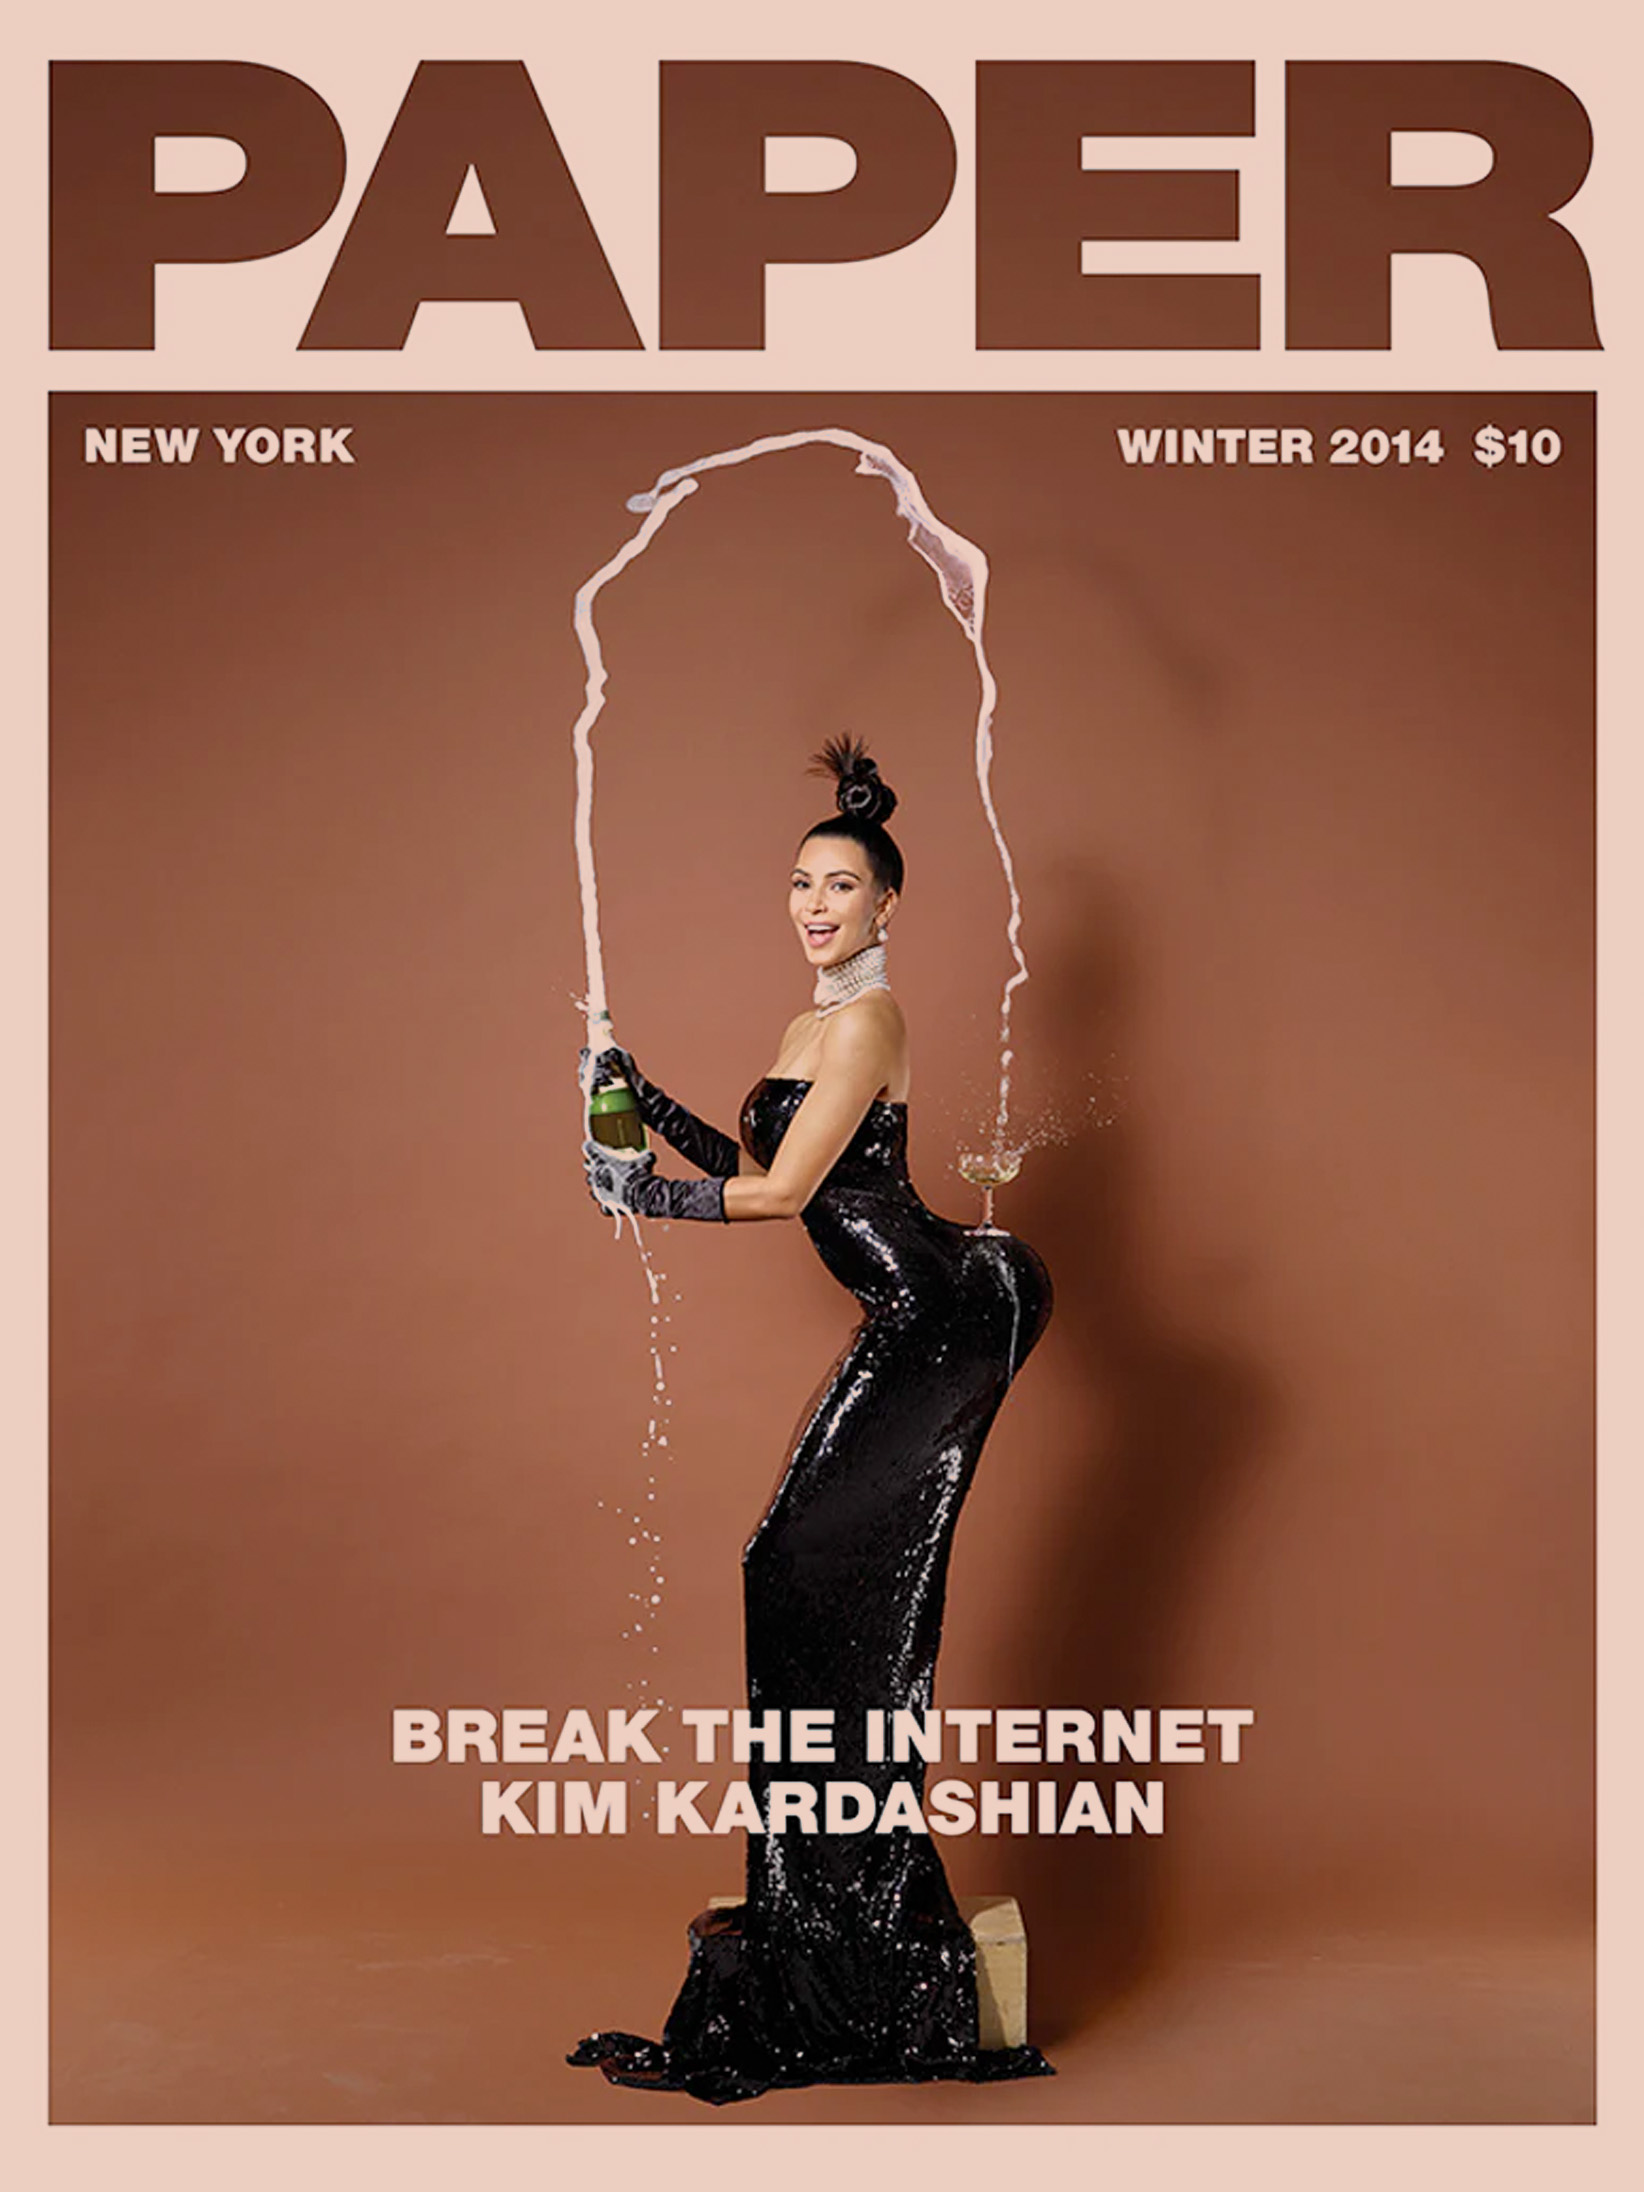 PAPER
NEW YORK
WINTER 2014 $10
BREAK THE INTERNET
KIM KARDASHIAN